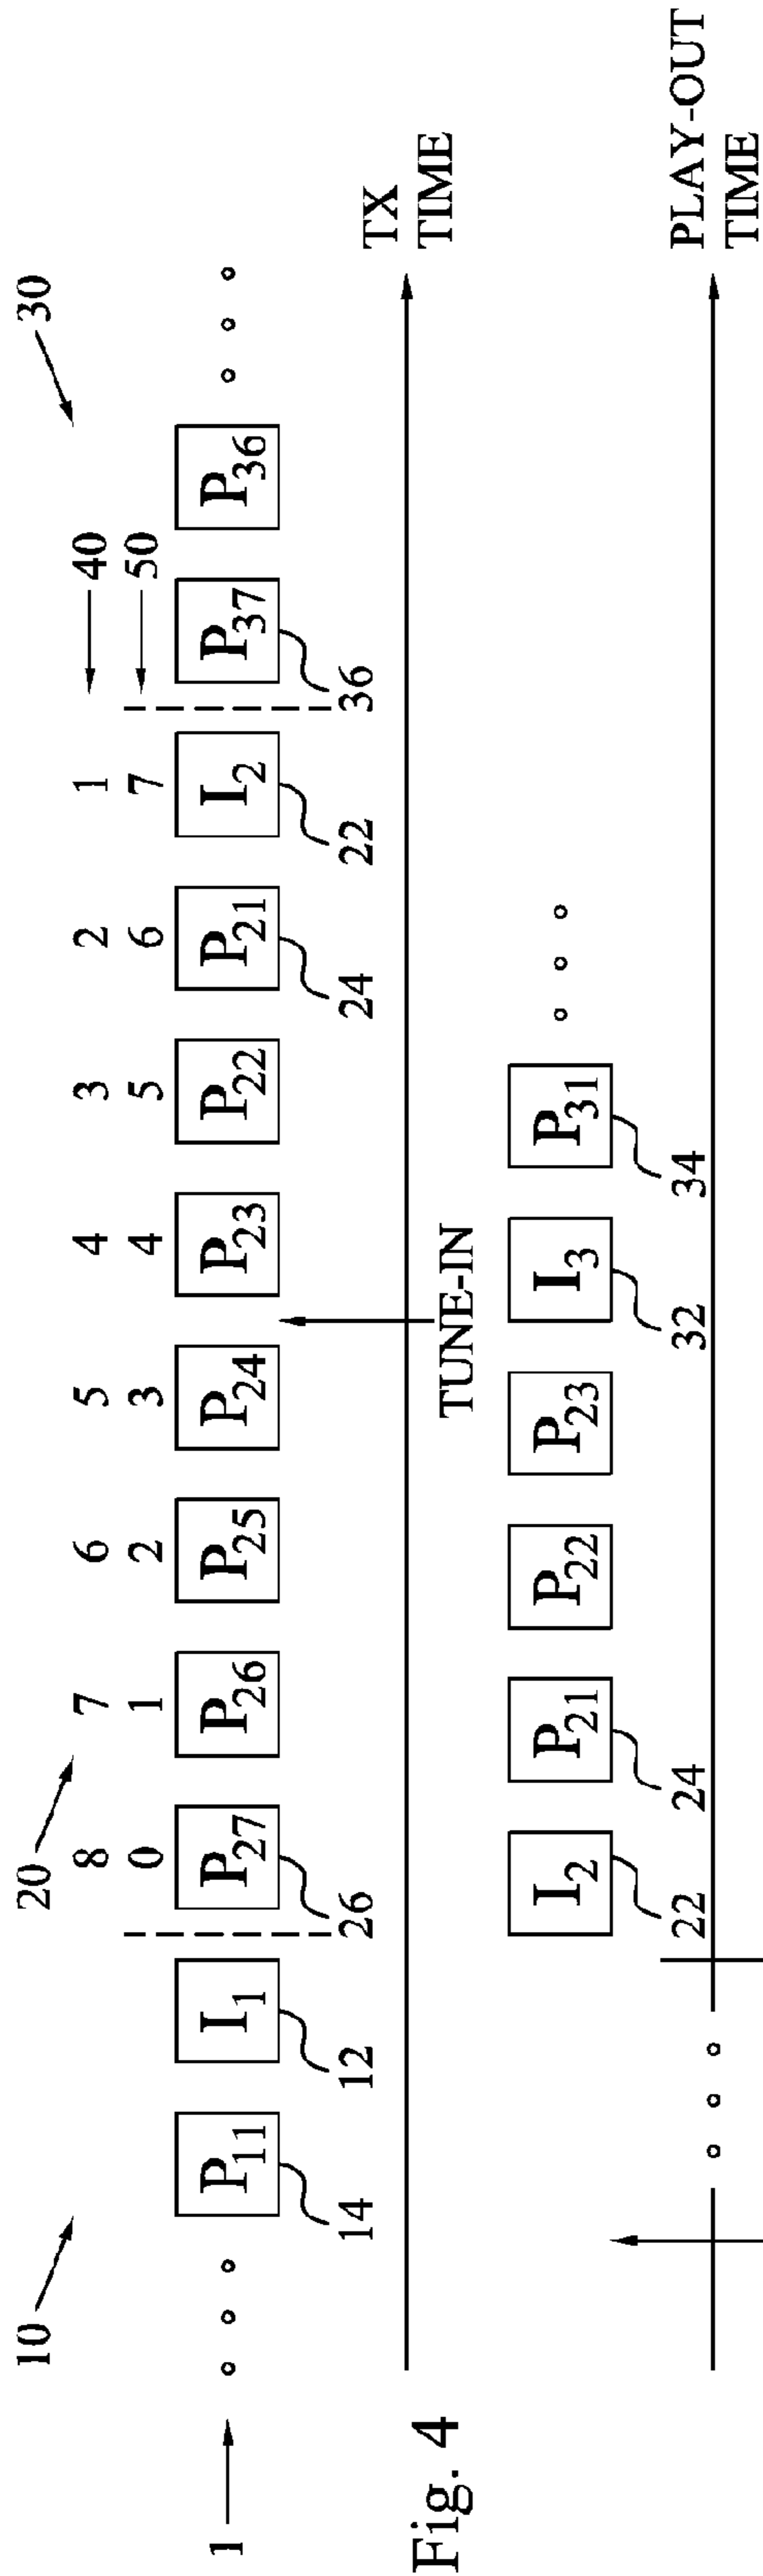 10 20 30
8 7 6 5 4 3 2 1 40
0 1 2 3 4 5 6 7 50
1 P11 I1 P27 P26 P25 P24 P23 P22 P21 I2 P37 P36
14 12 26 24 22 36
TX
TIME
TUNE-IN
Fig. 4
I2 P21 P22 P23 I3 P31
22 24 32 34
PLAY-OUT
TIME